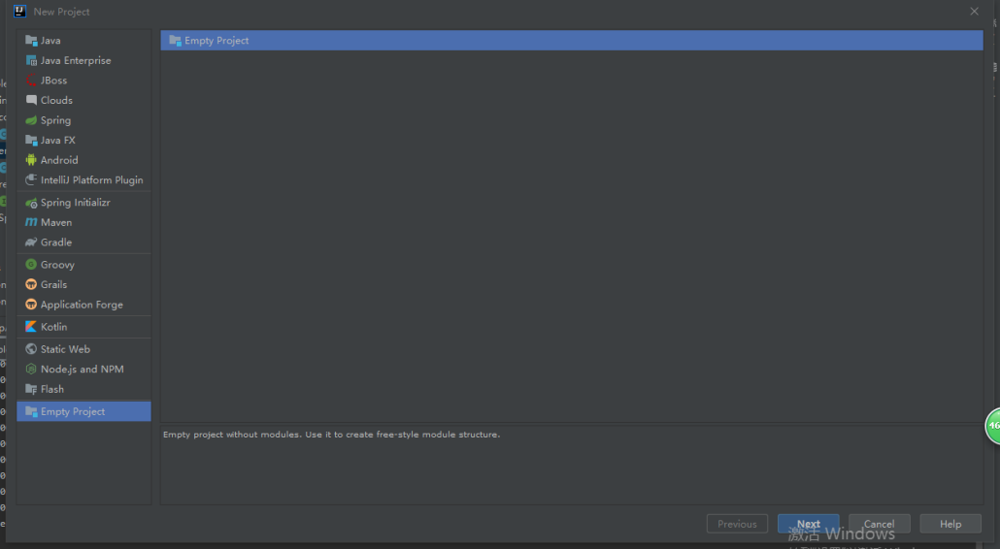 New Project
Java
Java Enterprise
JBoss
Clouds
Spring
Java FX
Android
IntelliJ Platform Plugin
Spring Initializr
Maven
Gradle
Groovy
Grails
Application Forge
Kotlin
Static Web
Node.js and NPM
Flash
Empty Project
Empty Project
Empty project without modules. Use it to create free-style module structure.
Previous
Next
Cancel
Help
激活 Windows